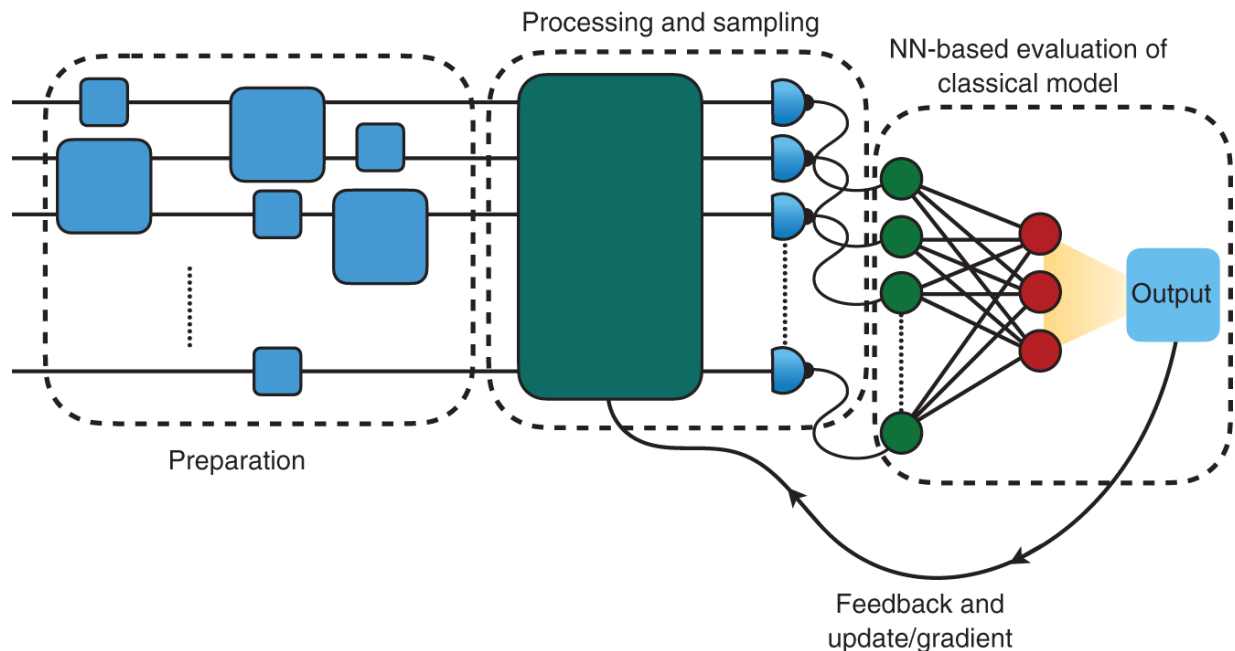 Processing and sampling
NN-based evaluation of
classical model
Output
Preparation
Feedback and
update/gradient